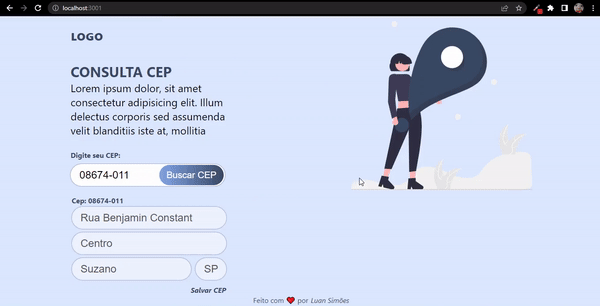 localhost:3001
LOGO
CONSULTA CEP
Lorem ipsum dolor, sit amet
consectetur adipisicing elit. Illum
delectus corporis sed assumenda
velit blanditiis iste at, mollitia
Digite seu CEP:
08674-011 Buscar CEP
Cep: 08674-011
Rua Benjamin Constant
Centro
Suzano SP
Salvar CEP
Feito com ❤️ por Luan Simões